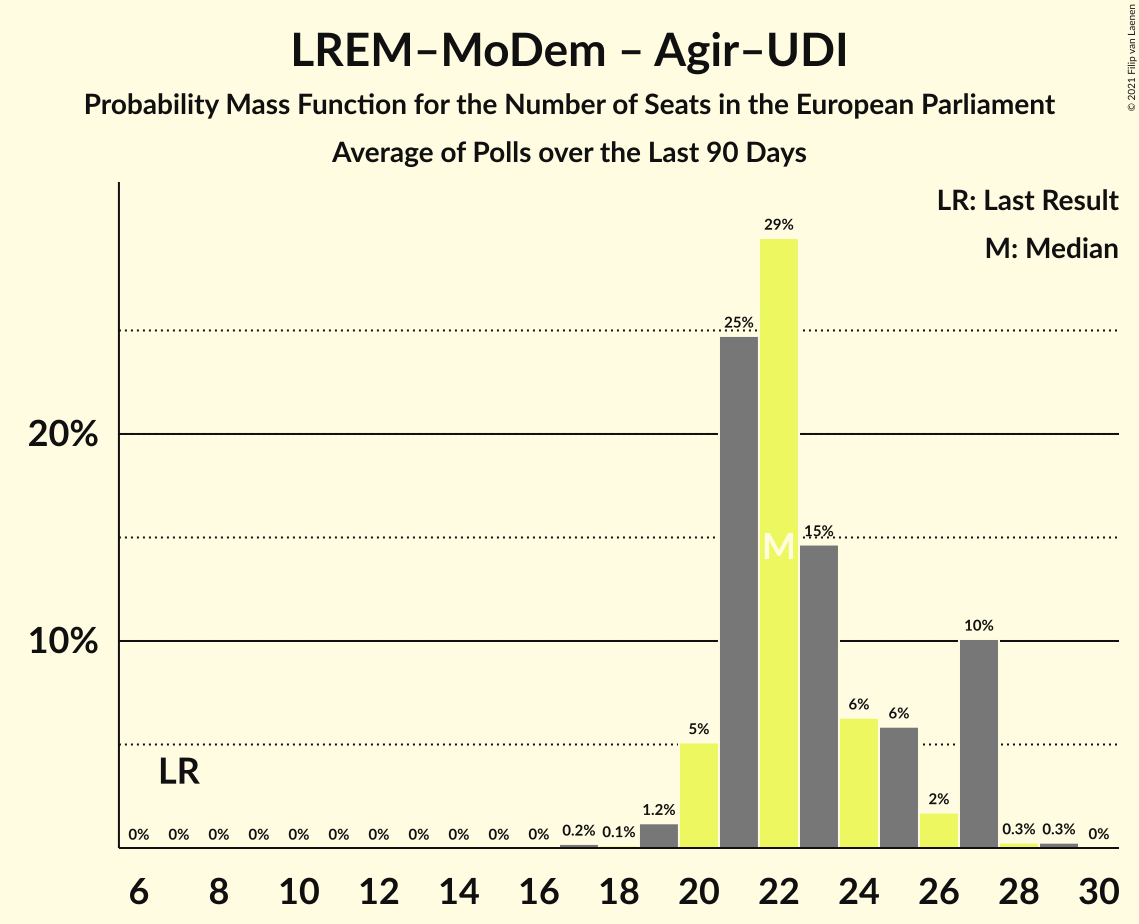 © 2021 Filip van Laenen
LREM–MoDem – Agir–UDI
Probability Mass Function for the Number of Seats in the European Parliament
Average of Polls over the Last 90 Days
LR: Last Result
M: Median
29%
25%
20%
M
15%
10%
10%
6%
6%
5%
LR
2%
1.2%
0% 0% 0% 0% 0% 0% 0% 0% 0% 0% 0% 0.2% 0.1% 0.3% 0.3% 0%
6 8 10 12 14 16 18 20 22 24 26 28 30